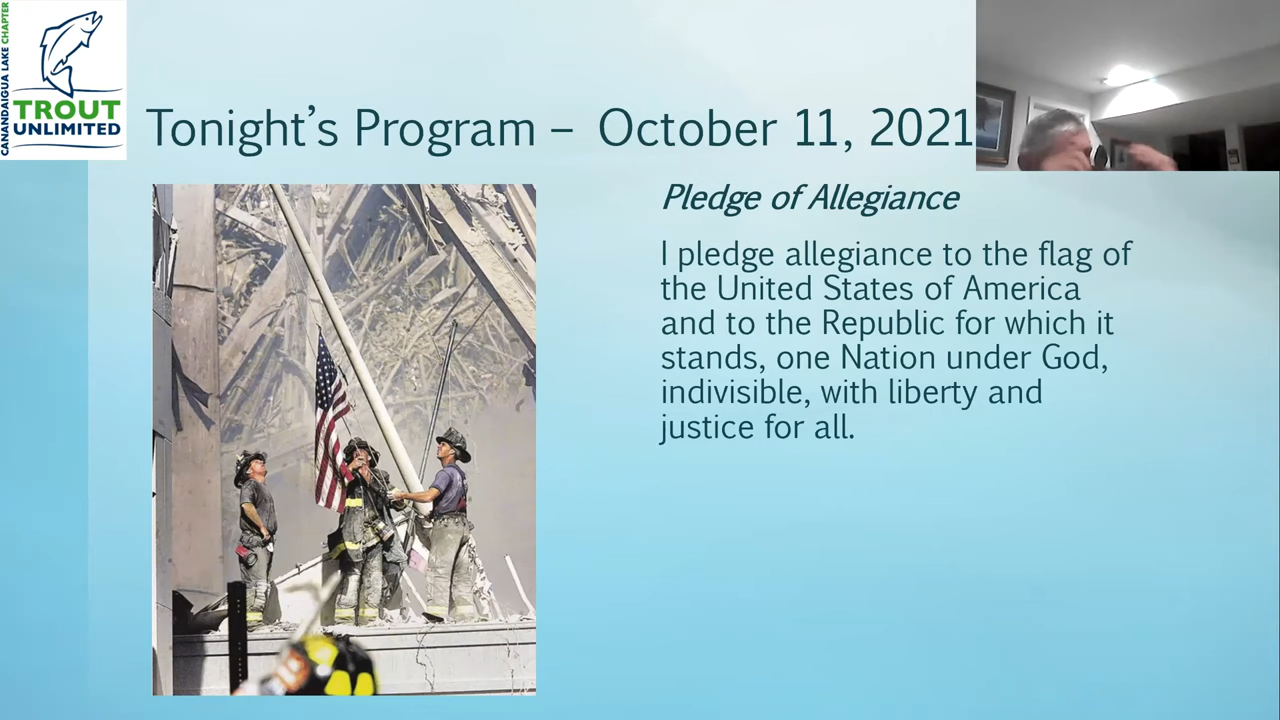 CANANDAIGUA LAKE CHAPTER
TROUT
UNLIMITED
Tonight’s Program – October 11, 2021
Pledge of Allegiance
I pledge allegiance to the flag of
the United States of America
and to the Republic for which it
stands, one Nation under God,
indivisible, with liberty and
justice for all.